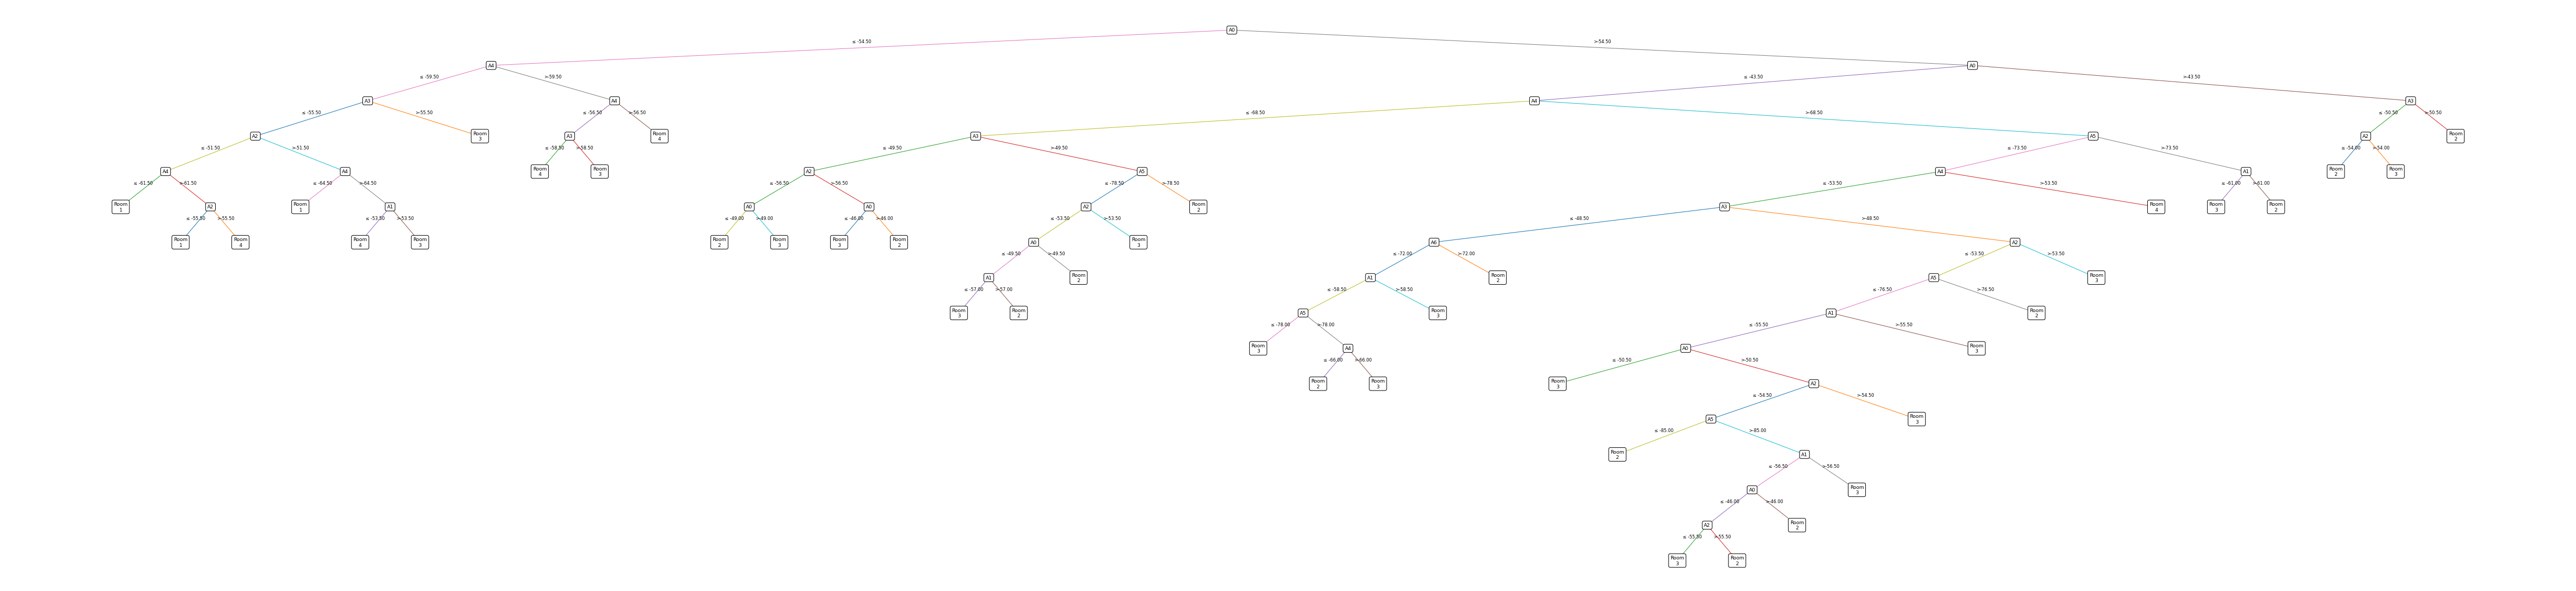 A0
≤ -54.50
>-54.50
A4
A0
≤ -59.50
>-59.50
≤ -43.50
>-43.50
A3
A4
A4
A3
≤ -55.50
>-55.50
≤ -56.50
>-56.50
≤ -68.50
>-68.50
≤ -50.50
>-50.50
A2
Room
3
A3
Room
4
A3
A5
A2
Room
2
≤ -51.50
>-51.50
≤ -58.50
>-58.50
≤ -49.50
>-49.50
≤ -73.50
>-73.50
≤ -54.00
>-54.00
A4
A4
Room
4
Room
3
A2
A5
A4
A1
Room
2
Room
3
≤ -61.50
>-61.50
≤ -64.50
>-64.50
≤ -56.50
>-56.50
≤ -78.50
>-78.50
≤ -53.50
>-53.50
≤ -61.00
>-61.00
Room
1
A2
Room
1
A1
A0
A0
A2
Room
2
A3
Room
4
Room
3
Room
2
≤ -55.50
>-55.50
≤ -53.50
>-53.50
≤ -49.00
>-49.00
≤ -46.00
>-46.00
≤ -53.50
>-53.50
≤ -48.50
>-48.50
Room
1
Room
4
Room
4
Room
3
Room
2
Room
3
Room
3
Room
2
A0
Room
3
A6
A2
≤ -49.50
>-49.50
≤ -72.00
>-72.00
≤ -53.50
>-53.50
A1
Room
2
A1
Room
2
A5
Room
3
≤ -57.00
>-57.00
≤ -58.50
>-58.50
≤ -76.50
>-76.50
Room
3
Room
2
A5
Room
3
A1
Room
2
≤ -78.00
>-78.00
≤ -55.50
>-55.50
Room
3
A4
A0
Room
3
≤ -66.00
>-66.00
≤ -50.50
>-50.50
Room
2
Room
3
Room
3
A2
≤ -54.50
>-54.50
A5
Room
3
≤ -85.00
>-85.00
Room
2
A1
≤ -56.50
>-56.50
A0
Room
3
≤ -46.00
>-46.00
A2
Room
2
≤ -55.50
>-55.50
Room
3
Room
2